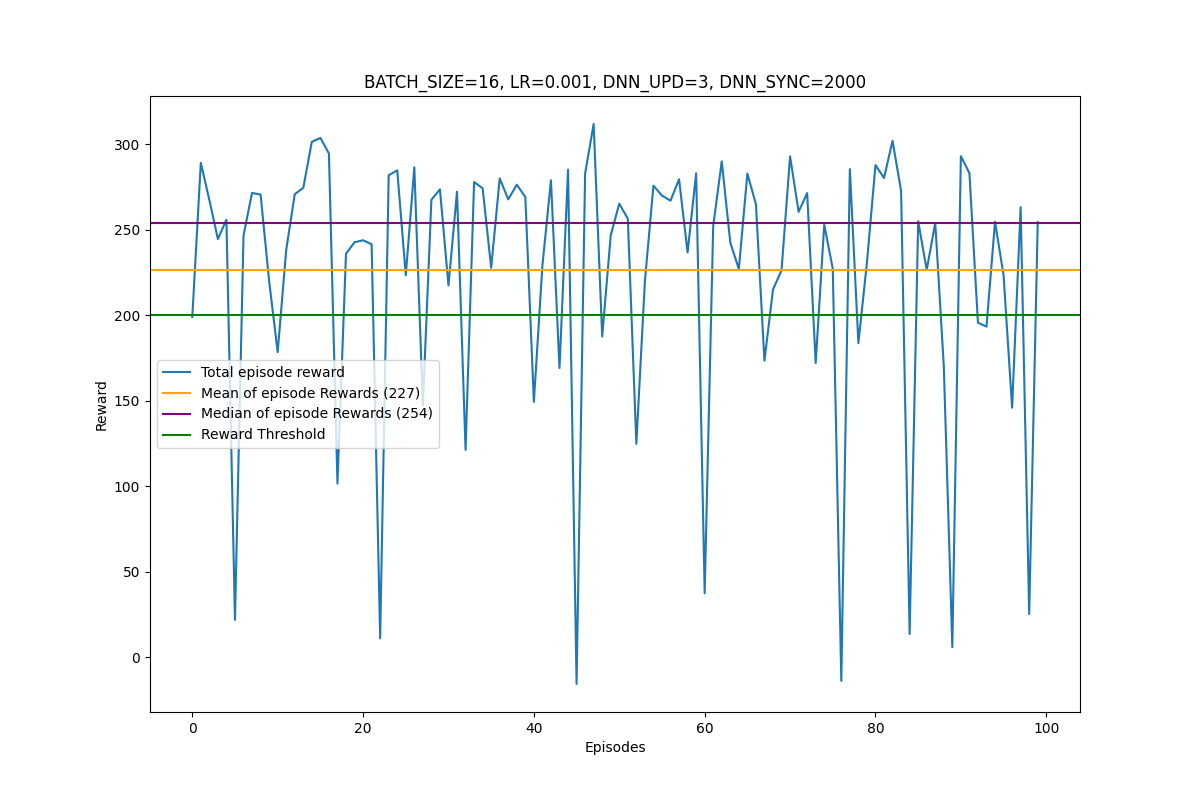 BATCH_SIZE=16, LR=0.001, DNN_UPD=3, DNN_SYNC=2000
300
250
200
150
100
50
0
Reward
Total episode reward
Mean of episode Rewards (227)
Median of episode Rewards (254)
Reward Threshold
0 20 40 60 80 100
Episodes